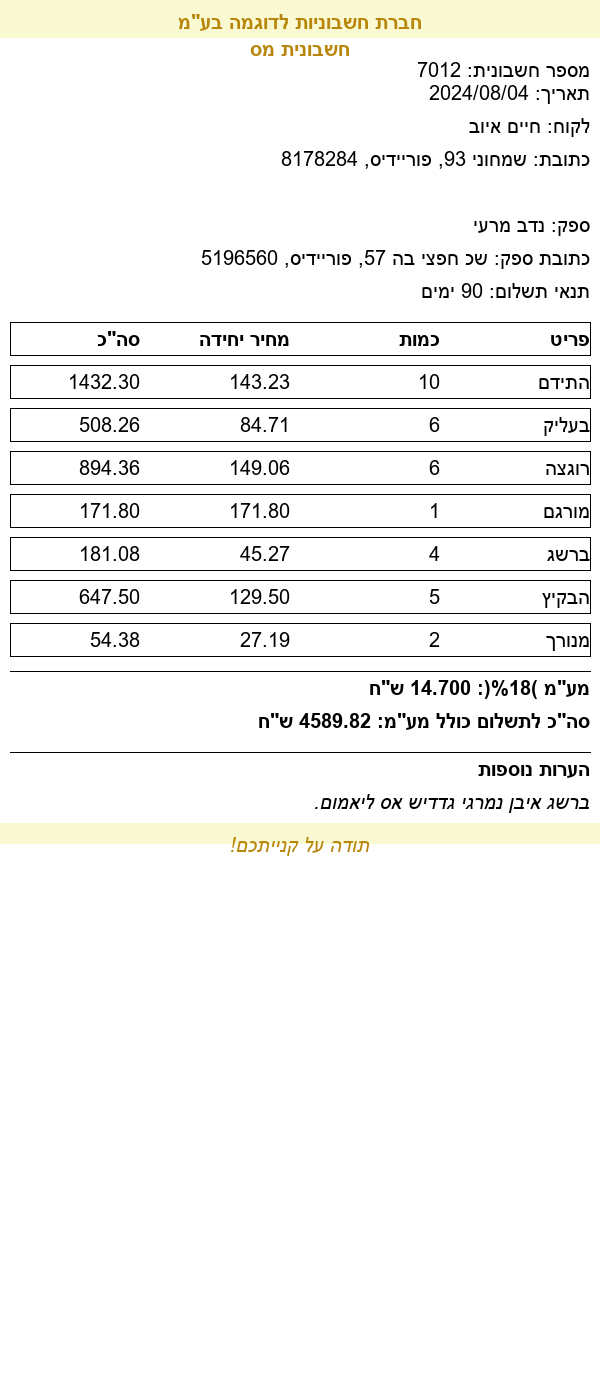 חברת חשבוניות לדוגמה בע"מ
חשבונית מס
מספר חשבונית: 7012
תאריך: 2024/08/04
לקוח: חיים איוב
כתובת: שמחוני 93, פוריידיס, 8178284
ספק: נדב מרעי
כתובת ספק: שכ חפצי בה 57, פוריידיס, 5196560
תנאי תשלום: 90 ימים
פריט כמות מחיר יחידה סה"כ
התידם 10 143.23 1432.30
בעליק 6 84.71 508.26
רוגצה 6 149.06 894.36
מורגם 1 171.80 171.80
ברשג 4 45.27 181.08
הבקיץ 5 129.50 647.50
מנורך 2 27.19 54.38
מע"מ )18%(: 14.700 ש"ח
סה"כ לתשלום כולל מע"מ: 4589.82 ש"ח
הערות נוספות
ברשג איבן נמרגי גדדיש אס ליאמום.
תודה על קנייתכם!